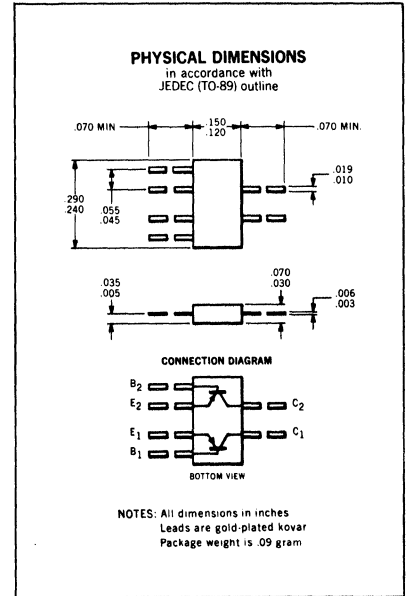 PHYSICAL DIMENSIONS
in accordance with
JEDEC (TO-89) outline
.070 MIN
.150
.120
.070 MIN.
.290
.240
.055
.045
.019
.010
.035
.005
.070
.030
.006
.003
CONNECTION DIAGRAM
B2
E2
C2
E1
C1
B1
BOTTOM VIEW
NOTES: All dimensions in inches
Leads are gold-plated kovar
Package weight is .09 gram